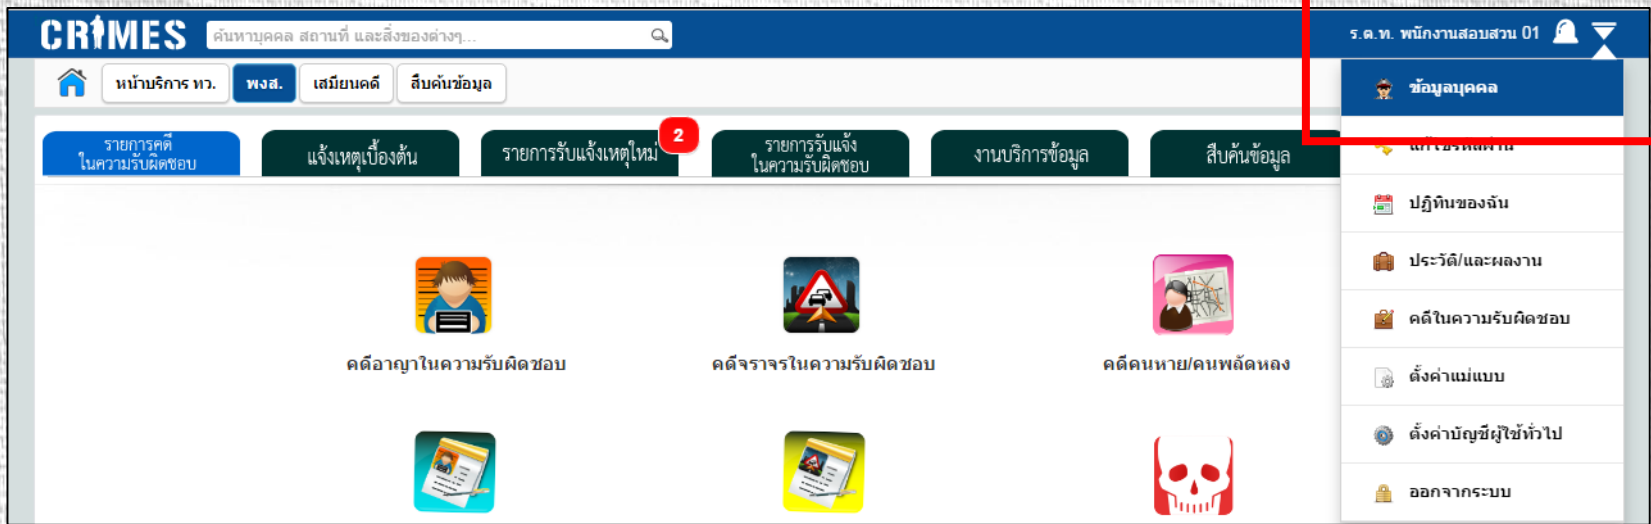 CRIMES
ค้นหาบุคคล สถานที่ และสิ่งของต่างๆ...
ร.ต.ท. พนักงานสอบสวน 01
หน้าบริการ ทว.
พงส.
เสมียนคดี
สืบค้นข้อมูล
รายการคดี
ในความรับผิดชอบ
แจ้งเหตุเบื้องต้น
รายการรับแจ้งเหตุใหม่
2
รายการรับแจ้ง
ในความรับผิดชอบ
งานบริการข้อมูล
สืบค้นข้อมูล
คดีอาญาในความรับผิดชอบ
คดีจราจรในความรับผิดชอบ
คดีคนหาย/คนพลัดหลง
ข้อมูลบุคคล
แก้ไขรหัสผ่าน
ปฏิทินของฉัน
ประวัติ/และผลงาน
คดีในความรับผิดชอบ
ตั้งค่าแม่แบบ
ตั้งค่าบัญชีผู้ใช้ทั่วไป
ออกจากระบบ